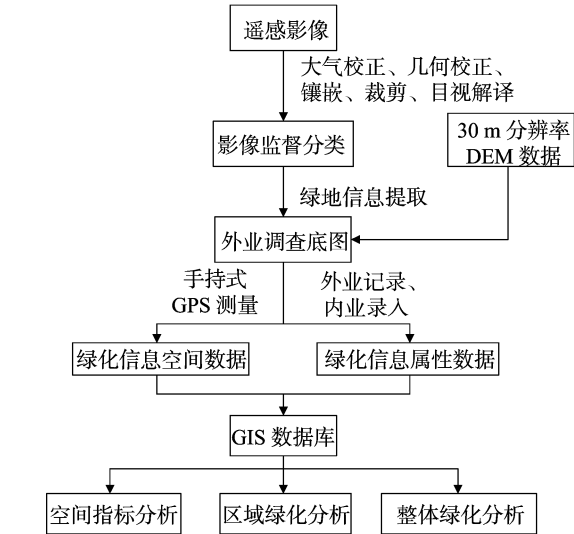 遥感影像
大气校正、几何校正、
镶嵌、裁剪、目视解译
影像监督分类
30 m 分辨率
DEM 数据
绿地信息提取
外业调查底图
手持式
GPS 测量
外业记录、
内业录入
绿化信息空间数据
绿化信息属性数据
GIS 数据库
空间指标分析
区域绿化分析
整体绿化分析